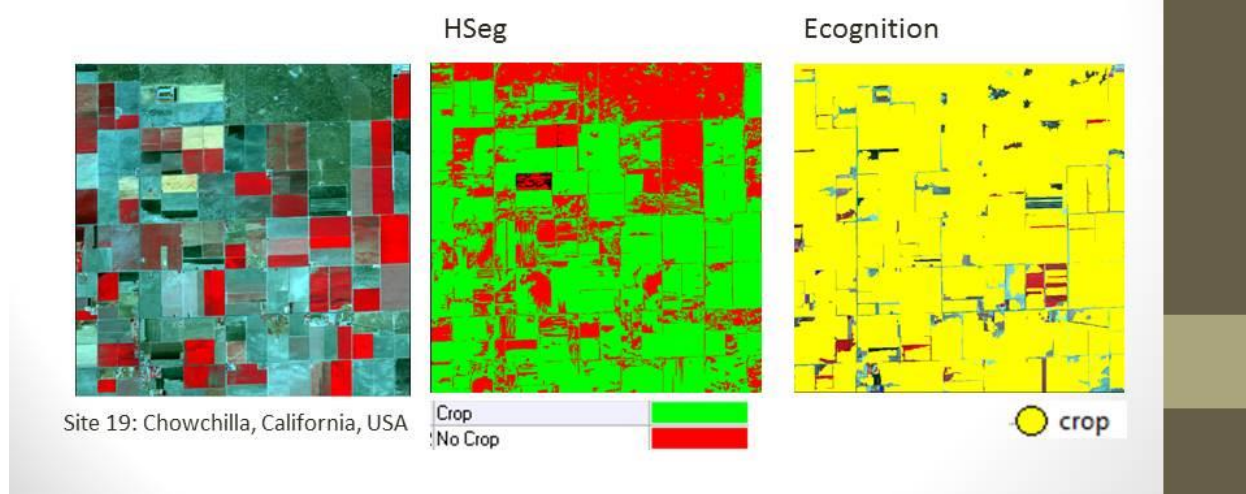 HSeg
Ecognition
Site 19: Chowchilla, California, USA
Crop
No Crop
crop